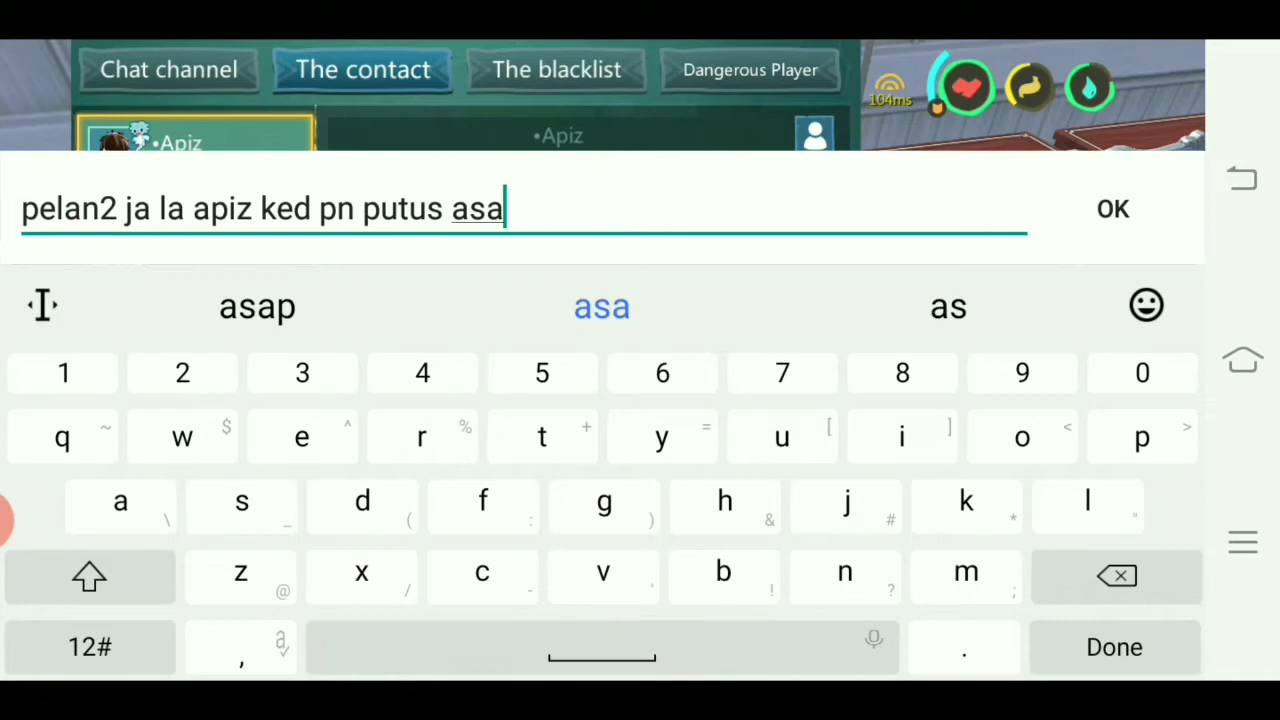 Chat channel The contact The blacklist Dangerous Player
104ms
•Apiz •Apiz
pelan2 ja la apiz ked pn putus asa OK
asap asa as
1 2 3 4 5 6 7 8 9 0
q ~ w $ e ^ r % t + y = u [ i ] o < p >
a \ s _ d ( f : g ) h & j # k * l "
z @ x / c - v ' b ! n ? m ;
12# , a . Done